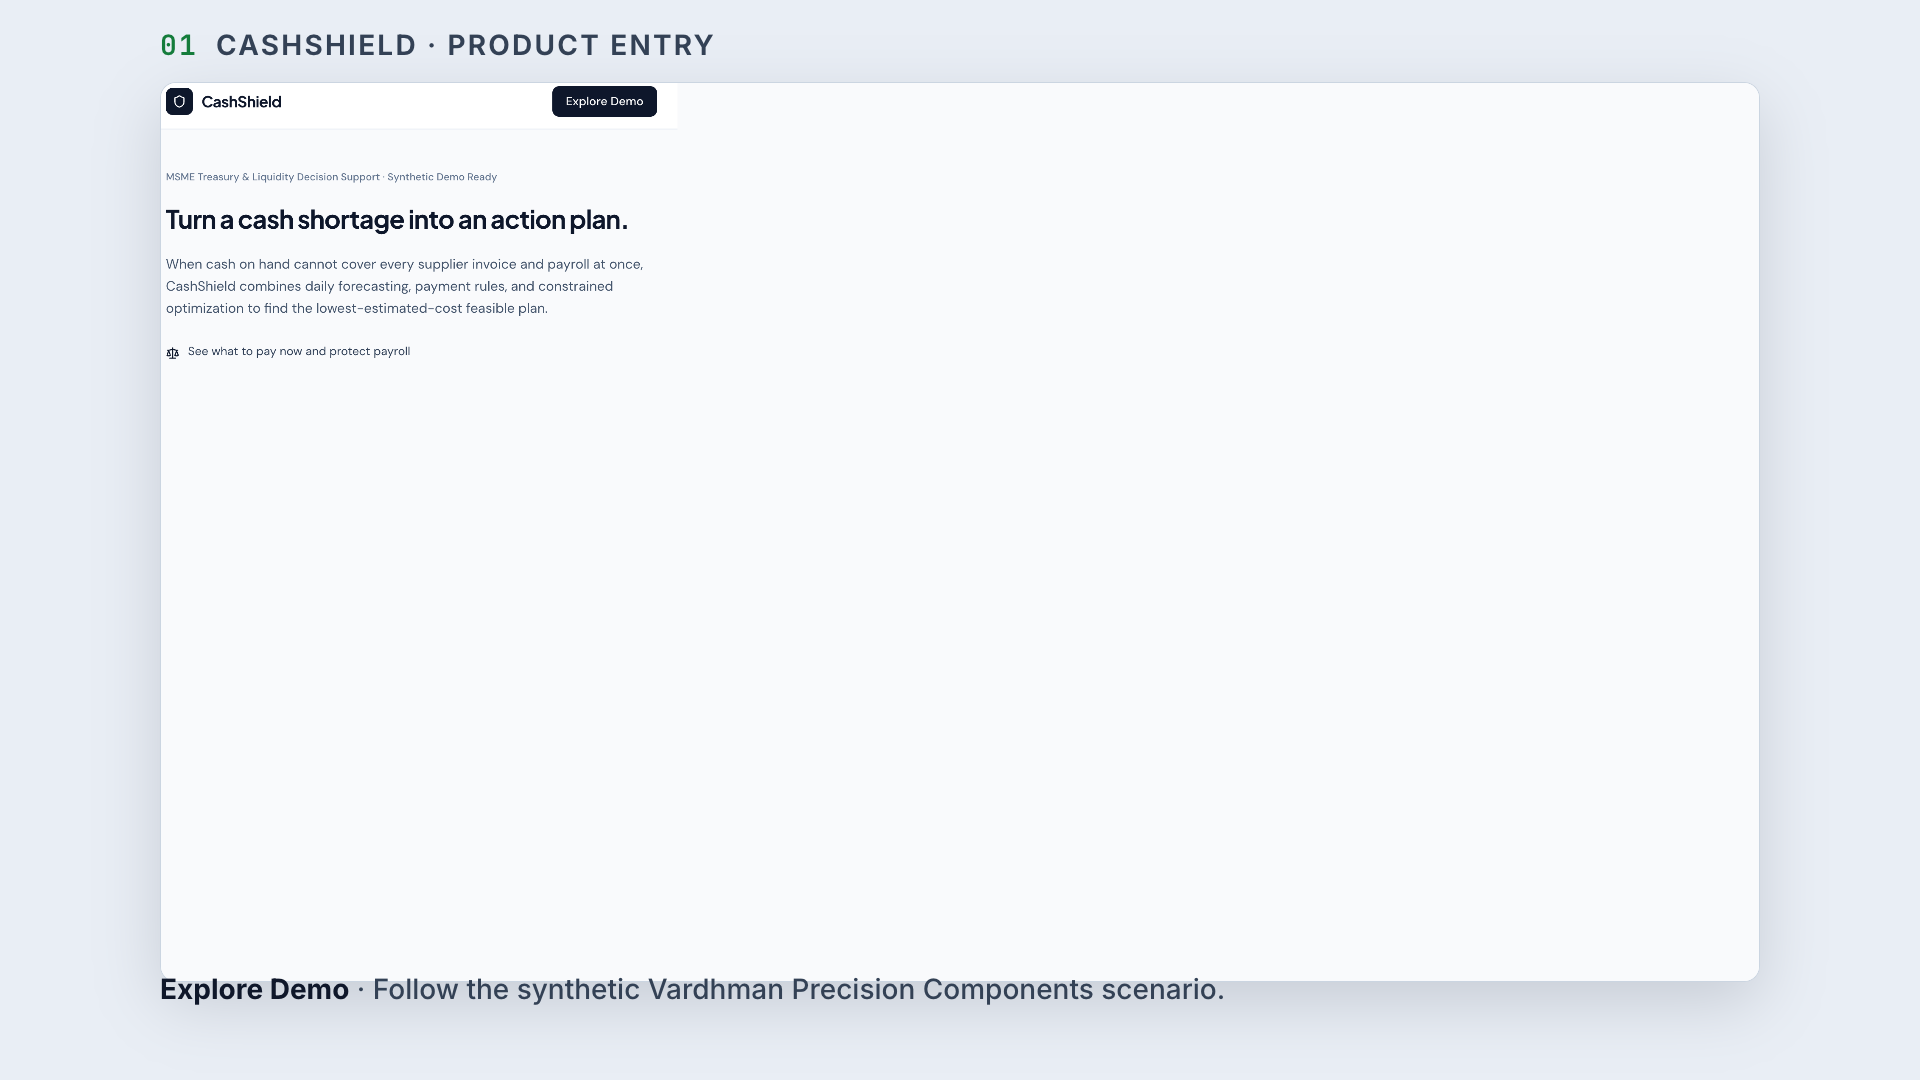 01 CASHSHIELD · PRODUCT ENTRY
CashShield
Explore Demo
MSME Treasury & Liquidity Decision Support · Synthetic Demo Ready
Turn a cash shortage into an action plan.
When cash on hand cannot cover every supplier invoice and payroll at once,
CashShield combines daily forecasting, payment rules, and constrained
optimization to find the lowest-estimated-cost feasible plan.
See what to pay now and protect payroll
Explore Demo · Follow the synthetic Vardhman Precision Components scenario.